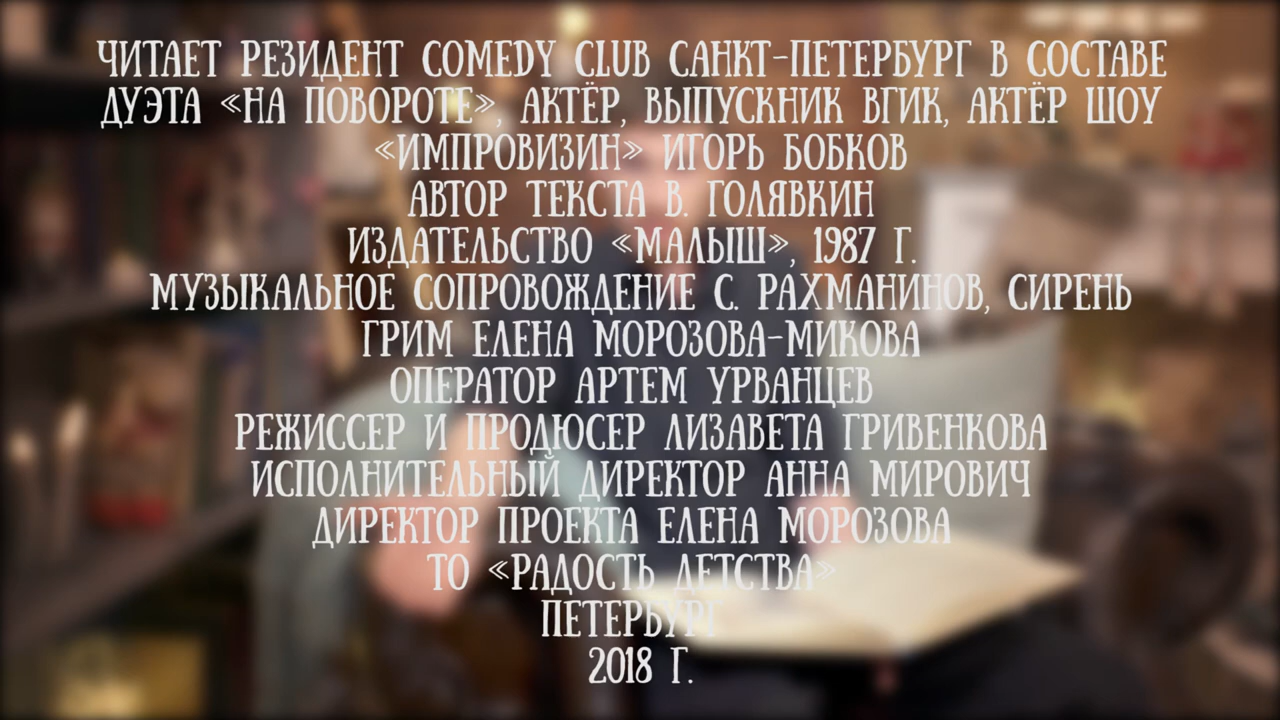 ЧИТАЕТ РЕЗИДЕНТ COMEDY CLUB САНКТ-ПЕТЕРБУРГ В СОСТАВЕ
ДУЭТА «НА ПОВОРОТЕ», АКТЁР, ВЫПУСКНИК ВГИК, АКТЁР ШОУ
«ИМПРОВИЗИН» ИГОРЬ БОБКОВ
АВТОР ТЕКСТА В. ГОЛЯВКИН
ИЗДАТЕЛЬСТВО «МАЛЫШ», 1987 Г.
МУЗЫКАЛЬНОЕ СОПРОВОЖДЕНИЕ С. РАХМАНИНОВ, СИРЕНЬ
ГРИМ ЕЛЕНА МОРОЗОВА-МИКОВА
ОПЕРАТОР АРТЕМ УРВАНЦЕВ
РЕЖИССЕР И ПРОДЮСЕР ЛИЗАВЕТА ГРИВЕНКОВА
ИСПОЛНИТЕЛЬНЫЙ ДИРЕКТОР АННА МИРОВИЧ
ДИРЕКТОР ПРОЕКТА ЕЛЕНА МОРОЗОВА
ТО «РАДОСТЬ ДЕТСТВА»
ПЕТЕРБУРГ
2018 Г.